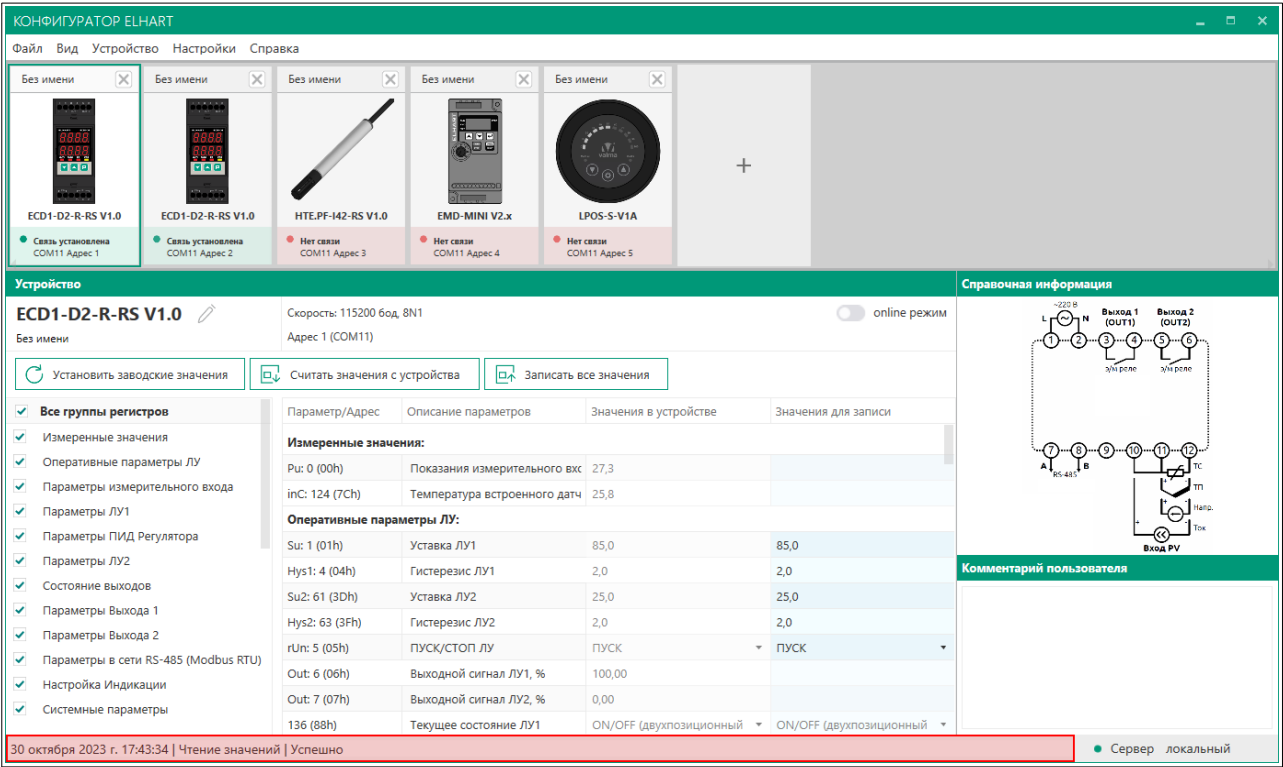 КОНФИГУРАТОР ELHART
Файл Вид Устройство Настройки Справка
Без имени
ECD1-D2-R-RS V1.0
Связь установлена
COM11 Адрес 1
Без имени
ECD1-D2-R-RS V1.0
Связь установлена
COM11 Адрес 2
Без имени
HTE.PF-I42-RS V1.0
Нет связи
COM11 Адрес 3
Без имени
ELHART
EMD-MINI V2.x
Нет связи
COM11 Адрес 4
Без имени
valma
LPOS-S-V1A
Нет связи
COM11 Адрес 5
+
Устройство
ECD1-D2-R-RS V1.0
Без имени
Скорость: 115200 бод, 8N1
Адрес 1 (COM11)
online режим
Установить заводские значения
Считать значения с устройства
Записать все значения
Все группы регистров
Измеренные значения
Оперативные параметры ЛУ
Параметры измерительного входа
Параметры ЛУ1
Параметры ПИД Регулятора
Параметры ЛУ2
Состояние выходов
Параметры Выхода 1
Параметры Выхода 2
Параметры в сети RS-485 (Modbus RTU)
Настройка Индикации
Системные параметры
Параметр/Адрес Описание параметров Значения в устройстве Значения для записи
Измеренные значения:
Pu: 0 (00h) Показания измерительного вхс 27,3
inC: 124 (7Ch) Температура встроенного датч 25,8
Оперативные параметры ЛУ:
Su: 1 (01h) Уставка ЛУ1 85,0 85,0
Hys1: 4 (04h) Гистерезис ЛУ1 2,0 2,0
Su2: 61 (3Dh) Уставка ЛУ2 25,0 25,0
Hys2: 63 (3Fh) Гистерезис ЛУ2 2,0 2,0
rUn: 5 (05h) ПУСК/СТОП ЛУ ПУСК ПУСК
Out: 6 (06h) Выходной сигнал ЛУ1, % 100,00
Out: 7 (07h) Выходной сигнал ЛУ2, % 0,00
136 (88h) Текущее состояние ЛУ1 ON/OFF (двухпозиционный ON/OFF (двухпозиционный
Справочная информация
~220 В
L N
Выход 1 (OUT1)
Выход 2 (OUT2)
1 2 3 4 5 6
э/м реле э/м реле
7 8 9 10 11 12
A B
RS-485
ТС
ТП
Напр.
Ток
Вход PV
Комментарий пользователя
30 октября 2023 г. 17:43:34 | Чтение значений | Успешно
Сервер локальный